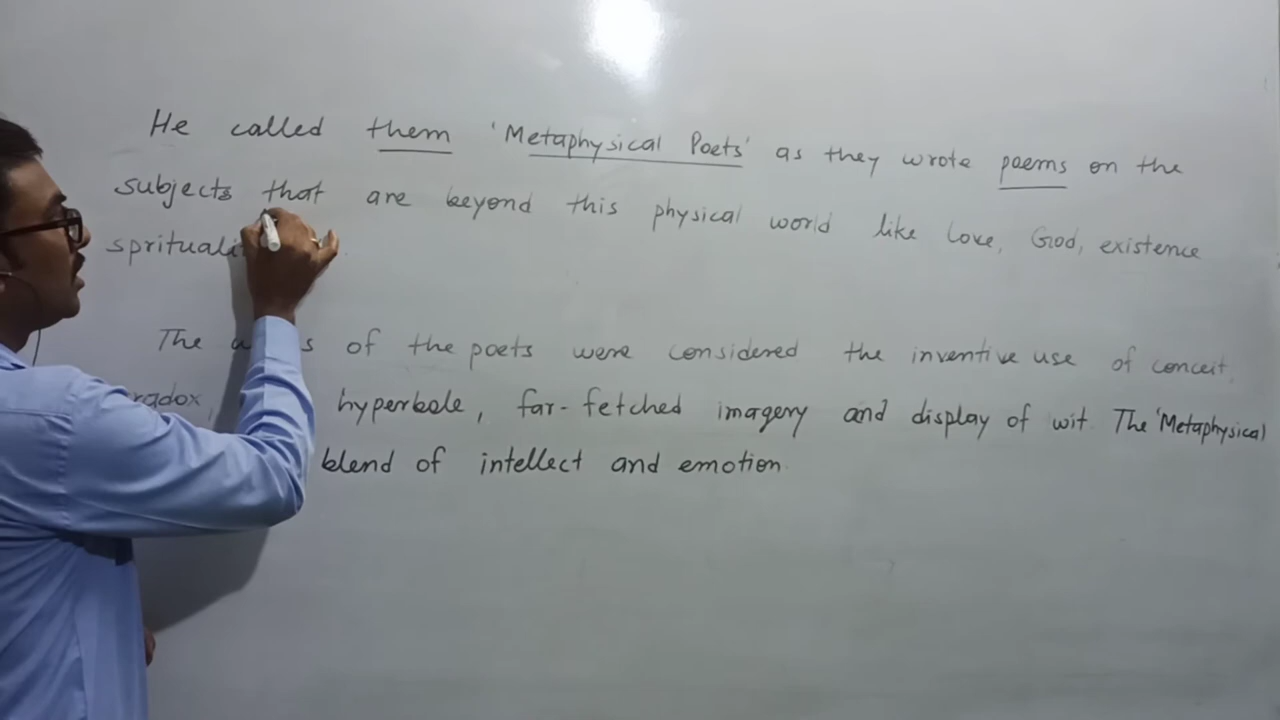 He called them 'Metaphysical Poets' as they wrote poems on the
subjects that are beyond this physical world like love, God, existence
The of the poets were considered the inventive use of conceit,
hyperbole, far-fetched imagery and display of wit. The 'Metaphysical
blend of intellect and emotion.